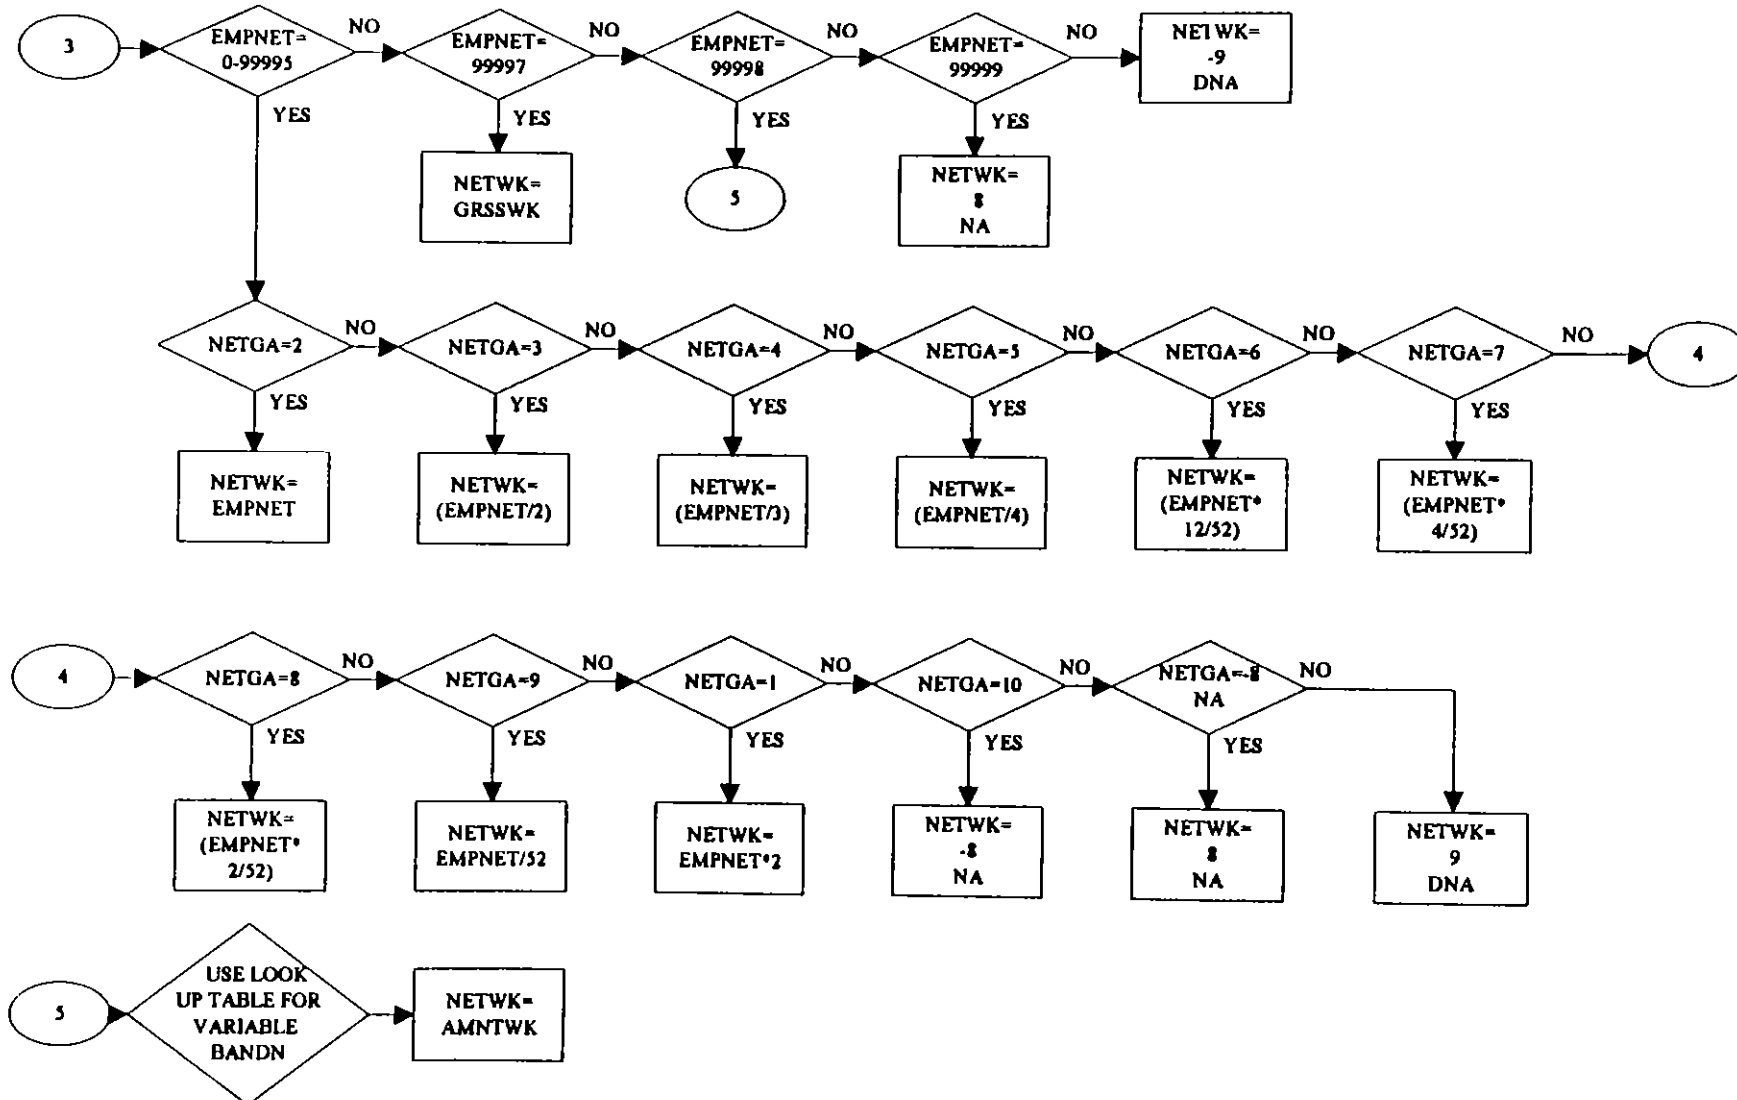 3
EMPNET=
0-99995
NO
EMPNET=
99997
NO
EMPNET=
99998
NO
EMPNET=
99999
NO
NETWK=
-9
DNA
YES
YES
YES
YES
NETWK=
GRSSWK
5
NETWK=
8
NA
NETGA=2
NO
NETGA=3
NO
NETGA=4
NO
NETGA=5
NO
NETGA=6
NO
NETGA=7
NO
4
YES
YES
YES
YES
YES
YES
NETWK=
EMPNET
NETWK=
(EMPNET/2)
NETWK=
(EMPNET/3)
NETWK=
(EMPNET/4)
NETWK=
(EMPNET*
12/52)
NETWK=
(EMPNET*
4/52)
4
NETGA=8
NO
NETGA=9
NO
NETGA=1
NO
NETGA=10
NO
NETGA=-8
NA
NO
YES
YES
YES
YES
YES
NETWK=
(EMPNET*
2/52)
NETWK=
EMPNET/52
NETWK=
EMPNET*2
NETWK=
-8
NA
NETWK=
8
NA
NETWK=
9
DNA
5
USE LOOK
UP TABLE FOR
VARIABLE
BANDN
NETWK=
AMNTWK